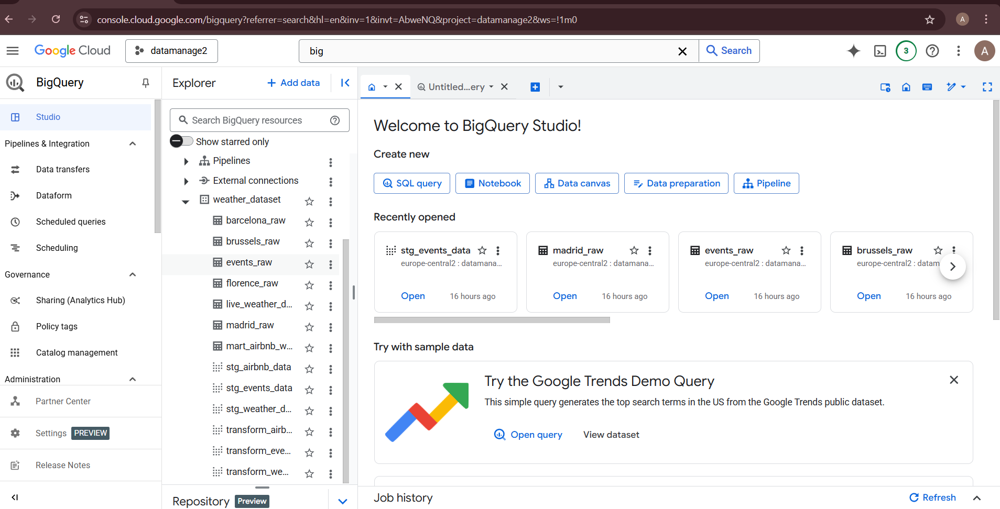 console.cloud.google.com/bigquery?referrer=search&hl=en&inv=1&invt=AbweNQ&project=datamanage2&ws=!1m0
A
Google Cloud
datamanage2
big
Search
3
A
BigQuery
Studio
Pipelines & Integration
Data transfers
Dataform
Scheduled queries
Scheduling
Governance
Sharing (Analytics Hub)
Policy tags
Catalog management
Administration
Partner Center
Settings PREVIEW
Release Notes
Explorer
+ Add data
Search BigQuery resources
Show starred only
Pipelines
External connections
weather_dataset
barcelona_raw
brussels_raw
events_raw
florence_raw
live_weather_d...
madrid_raw
mart_airbnb_w...
stg_airbnb_data
stg_events_data
stg_weather_d...
transform_airb...
transform_eve...
transform_we...
Repository Preview
Untitled...ery
Welcome to BigQuery Studio!
Create new
SQL query
Notebook
Data canvas
Data preparation
Pipeline
Recently opened
stg_events_data
europe-central2 : datamana...
Open 16 hours ago
madrid_raw
europe-central2 : datamana...
Open 16 hours ago
events_raw
europe-central2 : datamana...
Open 16 hours ago
brussels_raw
europe-central2 : datam
Open 16 hours ago
Try with sample data
Try the Google Trends Demo Query
This simple query generates the top search terms in the US from the Google Trends public dataset.
Open query View dataset
Job history
Refresh